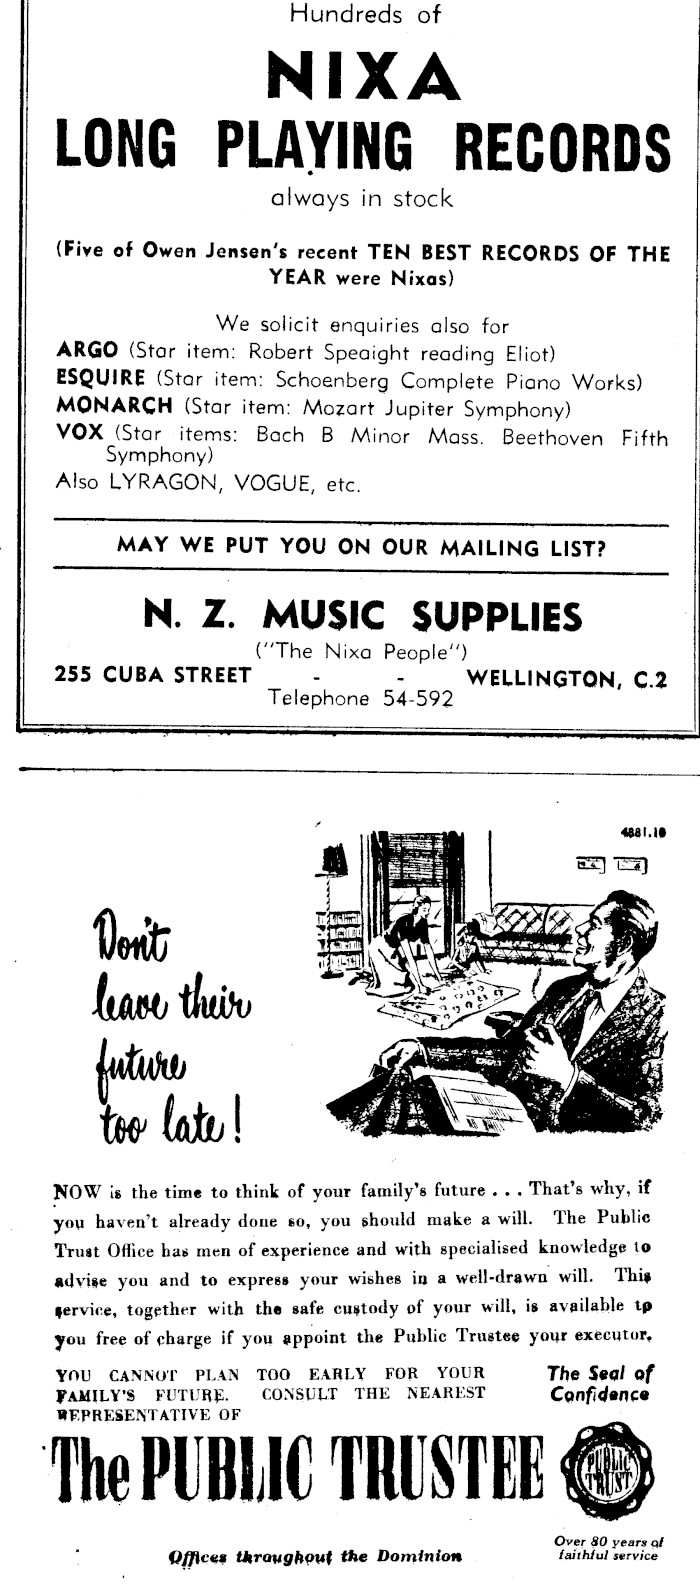 Hundreds of
NIXA
LONG PLAYING RECORDS
always in stock
(Five of Owen Jensen's recent TEN BEST RECORDS OF THE
YEAR were Nixas)
We solicit enquiries also for
ARGO (Star item: Robert Speaight reading Eliot)
ESQUIRE (Star item: Schoenberg Complete Piano Works)
MONARCH (Star item: Mozart Jupiter Symphony)
VOX (Star items: Bach B Minor Mass. Beethoven Fifth
Symphony)
Also LYRAGON, VOGUE, etc.
MAY WE PUT YOU ON OUR MAILING LIST?
N. Z. MUSIC SUPPLIES
("The Nixa People")
255 CUBA STREET - - WELLINGTON, C.2
Telephone 54-592
4881.10
Don't
leave their
future
too late!
NOW is the time to think of your family's future . . . That's why, if
you haven't already done so, you should make a will. The Public
Trust Office has men of experience and with specialised knowledge to
advise you and to express your wishes in a well-drawn will. This
service, together with the safe custody of your will, is available to
you free of charge if you appoint the Public Trustee your executor.
YOU CANNOT PLAN TOO EARLY FOR YOUR
FAMILY'S FUTURE. CONSULT THE NEAREST
REPRESENTATIVE OF
The Seal of
Confidence
The PUBLIC TRUSTEE
PUBLIC
TRUST
Offices throughout the Dominion
Over 80 years of
faithful service